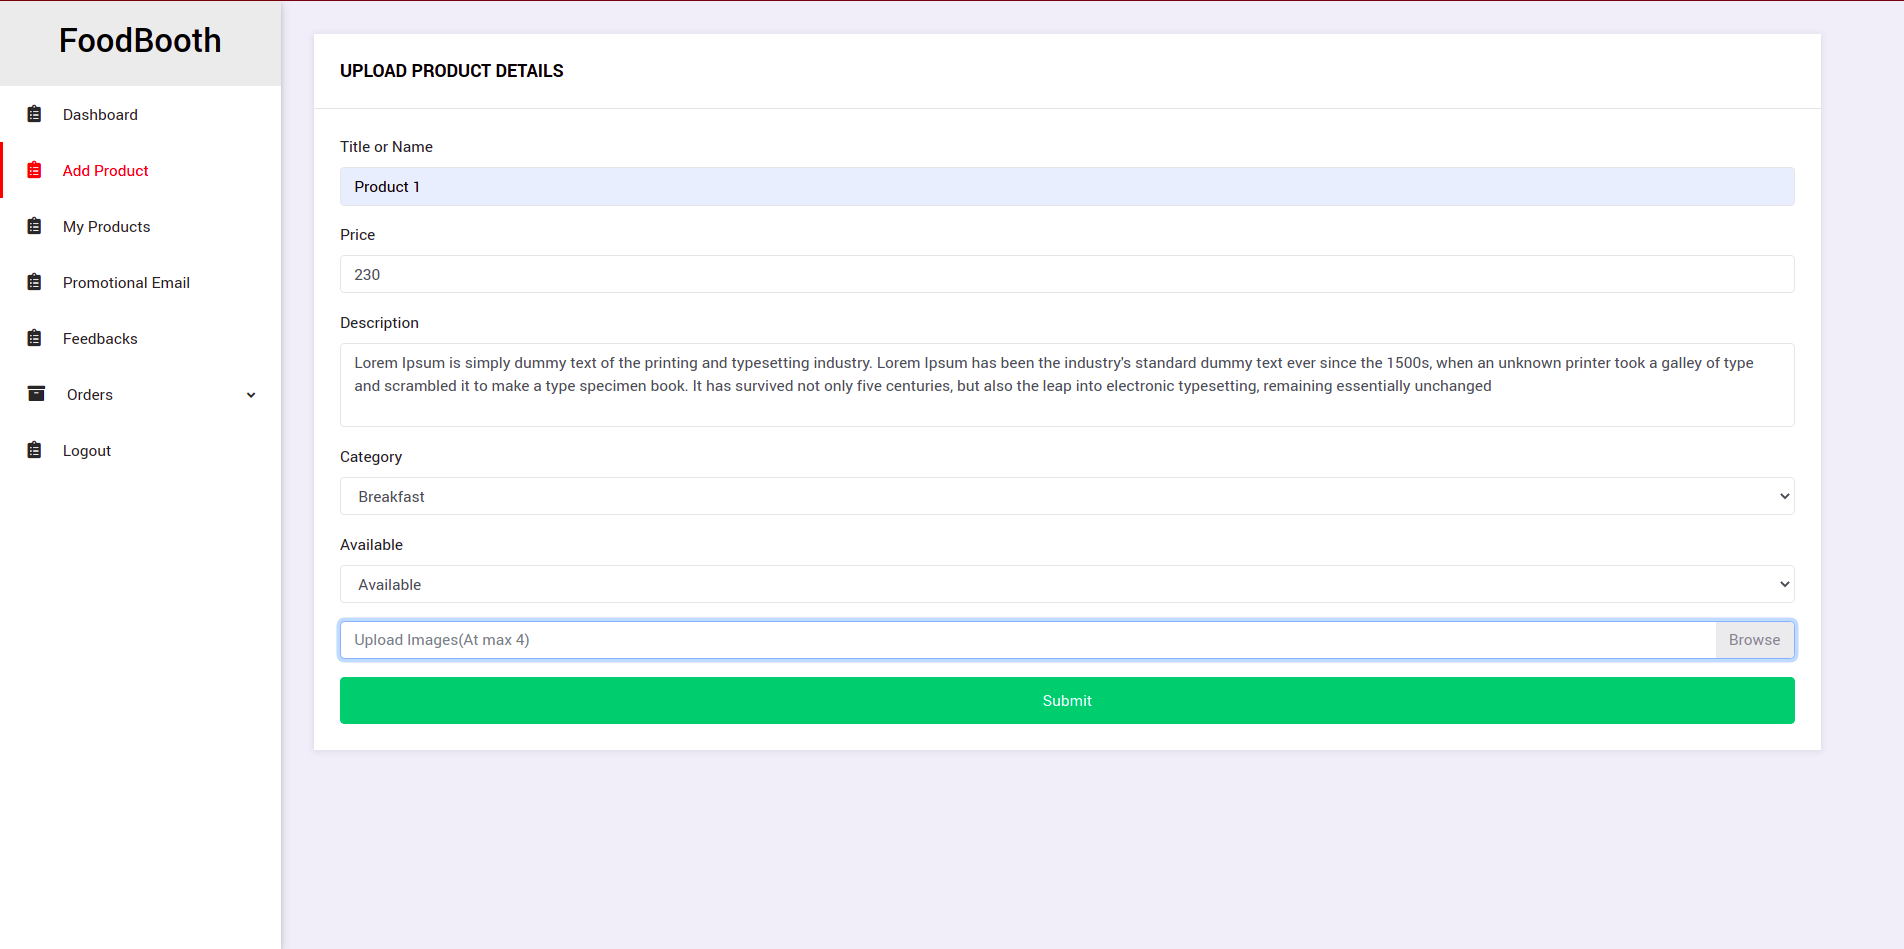 FoodBooth
Dashboard
Add Product
My Products
Promotional Email
Feedbacks
Orders
Logout
UPLOAD PRODUCT DETAILS
Title or Name
Product 1
Price
230
Description
Lorem Ipsum is simply dummy text of the printing and typesetting industry. Lorem Ipsum has been the industry's standard dummy text ever since the 1500s, when an unknown printer took a galley of type
and scrambled it to make a type specimen book. It has survived not only five centuries, but also the leap into electronic typesetting, remaining essentially unchanged
Category
Breakfast
Available
Available
Upload Images(At max 4) Browse
Submit